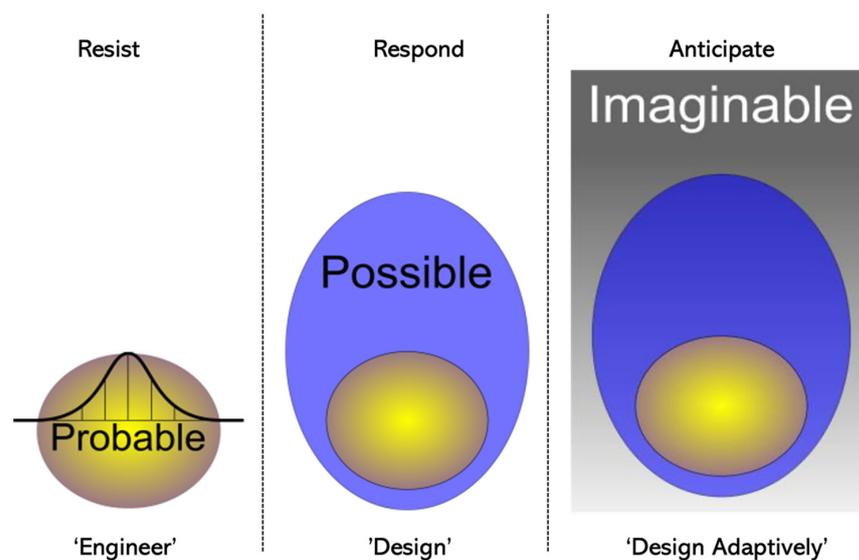 Resist
Respond
Anticipate
Imaginable
Possible
Probable
‘Engineer’
’Design’
‘Design Adaptively’